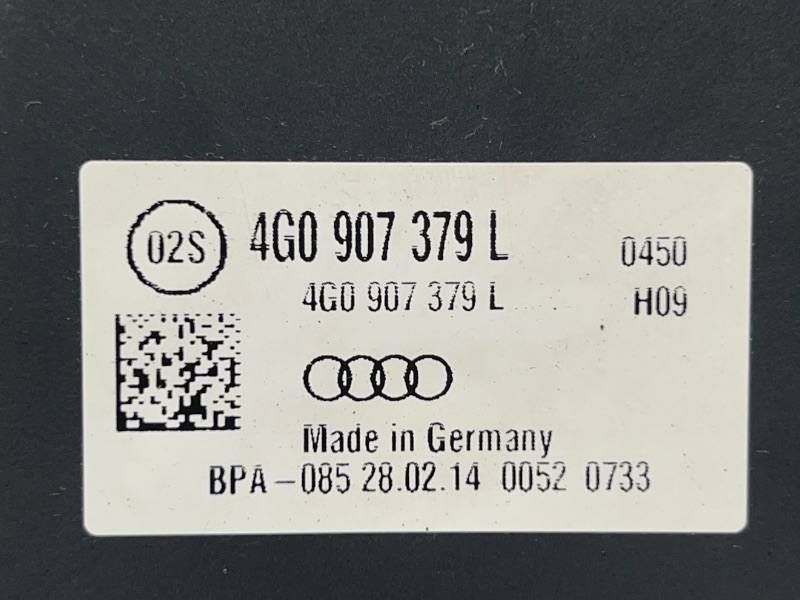 02S 4G0 907 379 L 0450
4G0 907 379 L H09
Made in Germany
BPA-085 28.02.14 0052 0733